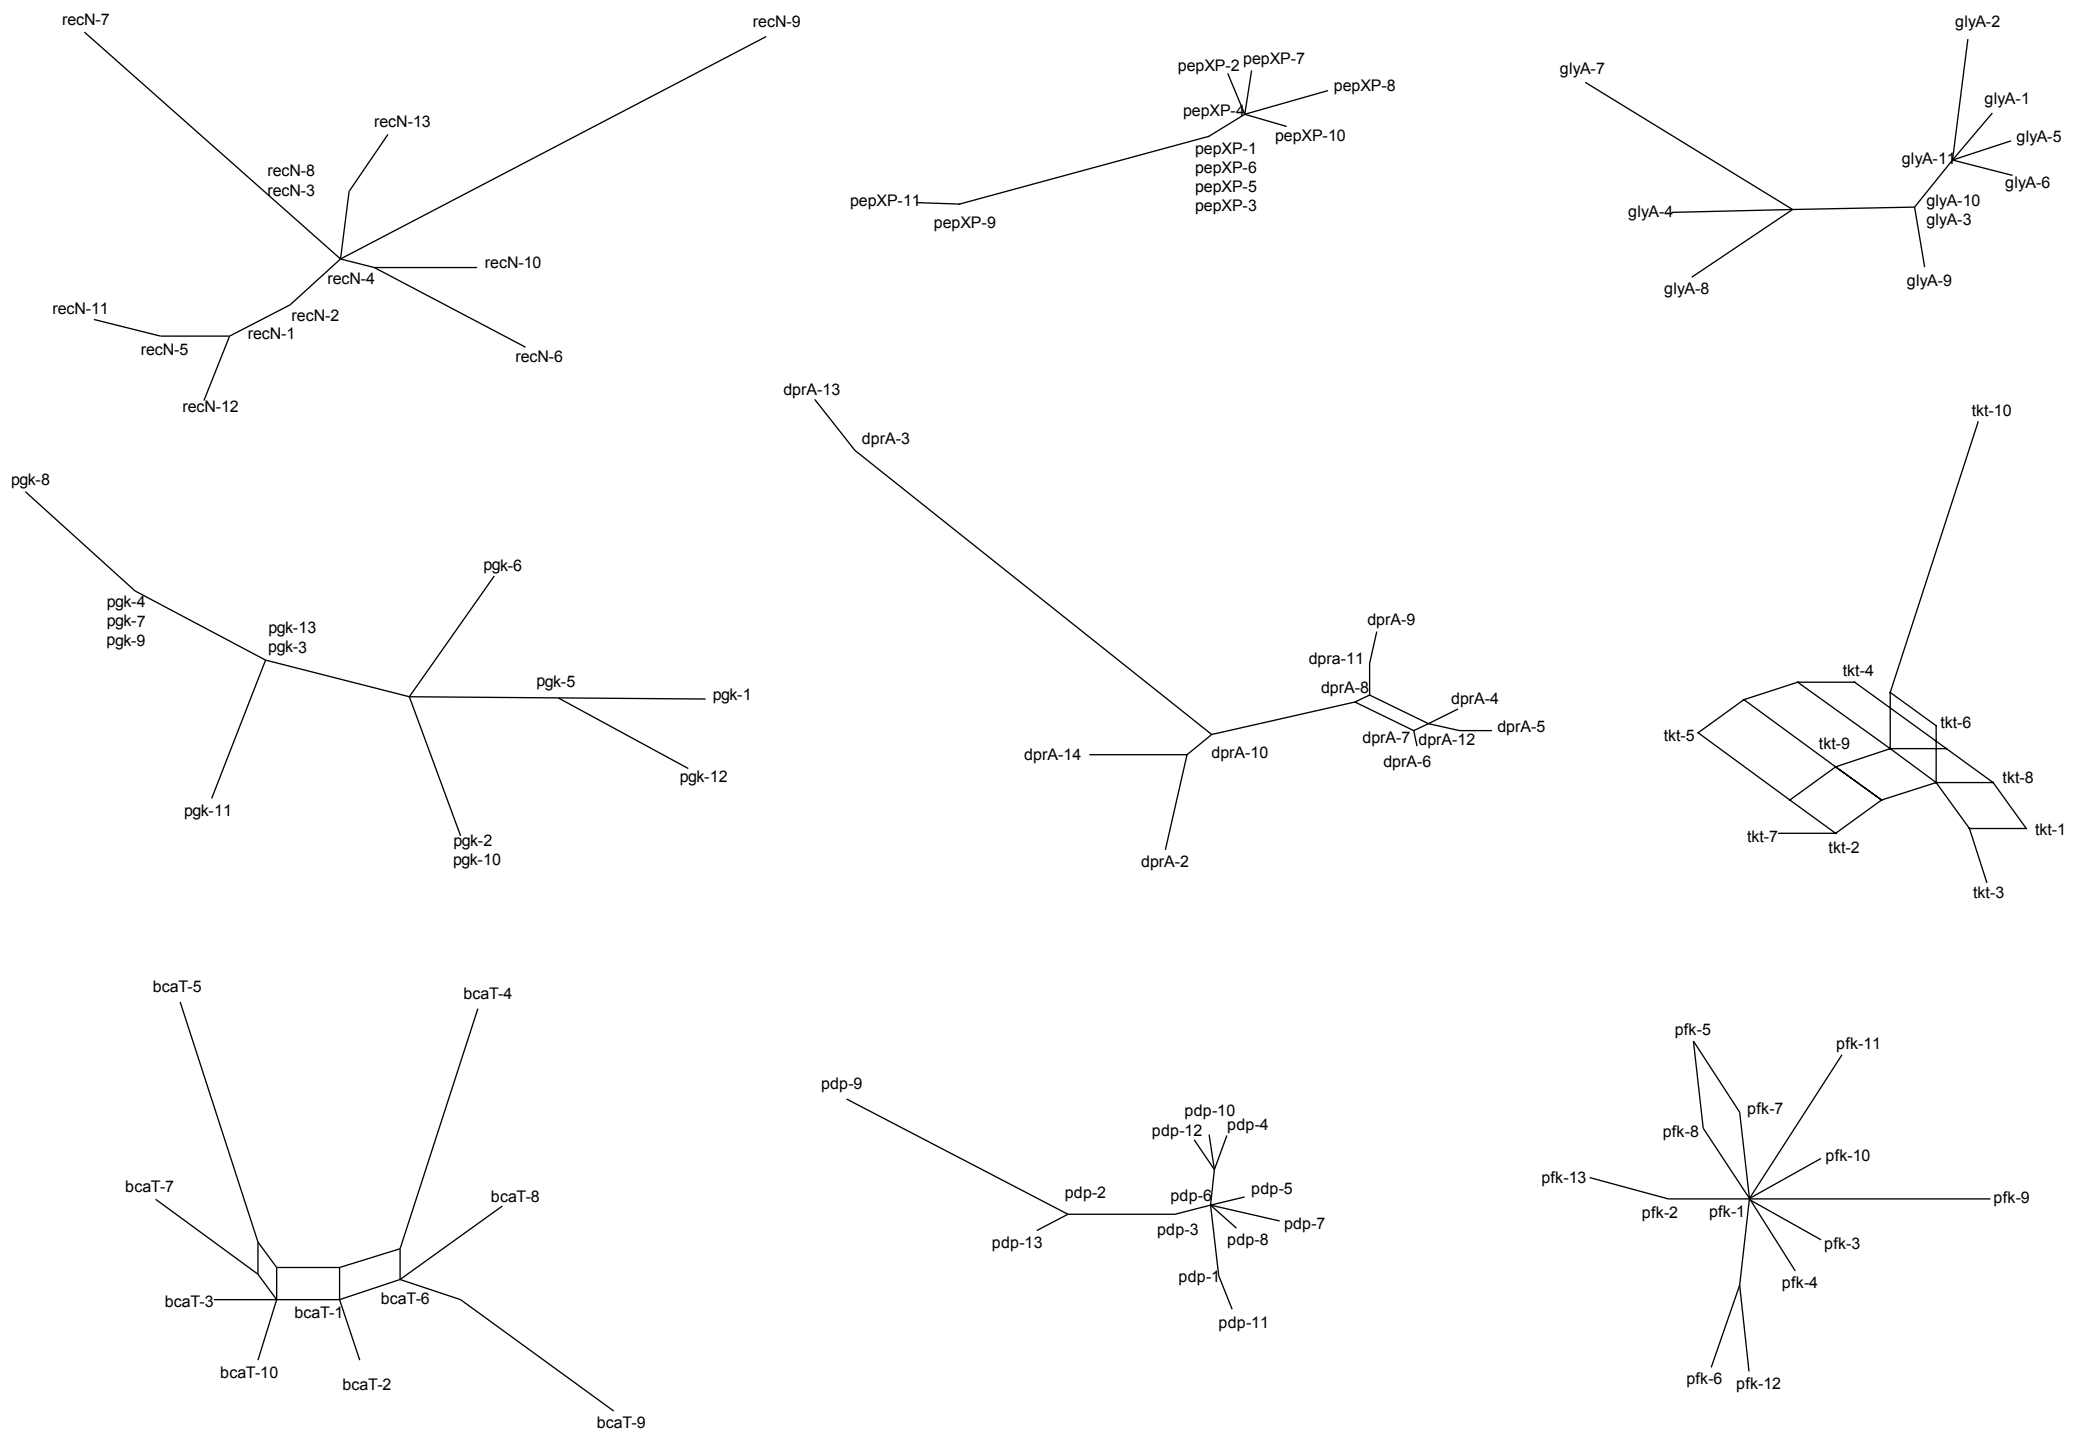 recN-7
recN-9
recN-13
recN-8
recN-3
recN-10
recN-4
recN-11
recN-2
recN-1
recN-5
recN-6
recN-12
pepXP-2
pepXP-7
pepXP-8
pepXP-4
pepXP-10
pepXP-1
pepXP-6
pepXP-5
pepXP-3
pepXP-11
pepXP-9
glyA-2
glyA-7
glyA-1
glyA-5
glyA-11
glyA-6
glyA-10
glyA-3
glyA-4
glyA-9
glyA-8
pgk-8
pgk-6
pgk-4
pgk-7
pgk-9
pgk-13
pgk-3
pgk-5
pgk-1
pgk-12
pgk-11
pgk-2
pgk-10
dprA-13
dprA-3
dprA-9
dpra-11
dprA-8
dprA-4
dprA-5
dprA-7
dprA-12
dprA-14
dprA-10
dprA-6
dprA-2
tkt-10
tkt-4
tkt-6
tkt-5
tkt-9
tkt-8
tkt-7
tkt-1
tkt-2
tkt-3
bcaT-5
bcaT-4
bcaT-7
bcaT-8
bcaT-3
bcaT-1
bcaT-6
bcaT-10
bcaT-2
bcaT-9
pdp-9
pdp-10
pdp-12
pdp-4
pdp-2
pdp-6
pdp-5
pdp-13
pdp-3
pdp-7
pdp-8
pdp-1
pdp-11
pfk-5
pfk-11
pfk-7
pfk-8
pfk-10
pfk-13
pfk-9
pfk-2
pfk-1
pfk-3
pfk-4
pfk-6
pfk-12